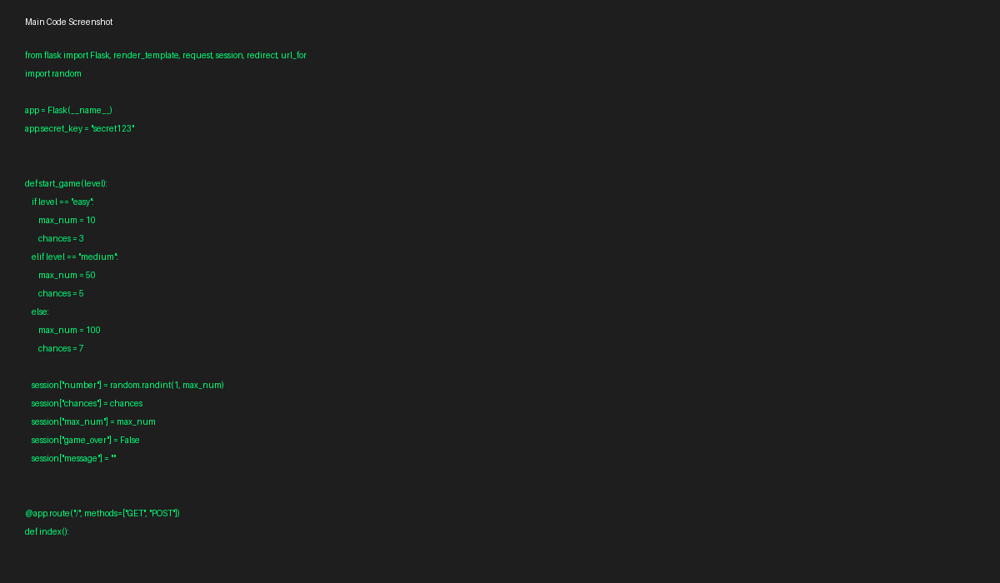 Main Code Screenshot
from flask import Flask, render_template, request, session, redirect, url_for
import random
app = Flask(__name__)
app.secret_key = "secret123"
def start_game(level):
if level == "easy":
max_num = 10
chances = 3
elif level == "medium":
max_num = 50
chances = 5
else:
max_num = 100
chances = 7
session["number"] = random.randint(1, max_num)
session["chances"] = chances
session["max_num"] = max_num
session["game_over"] = False
session["message"] = ""
@app.route("/", methods=["GET", "POST"])
def index():